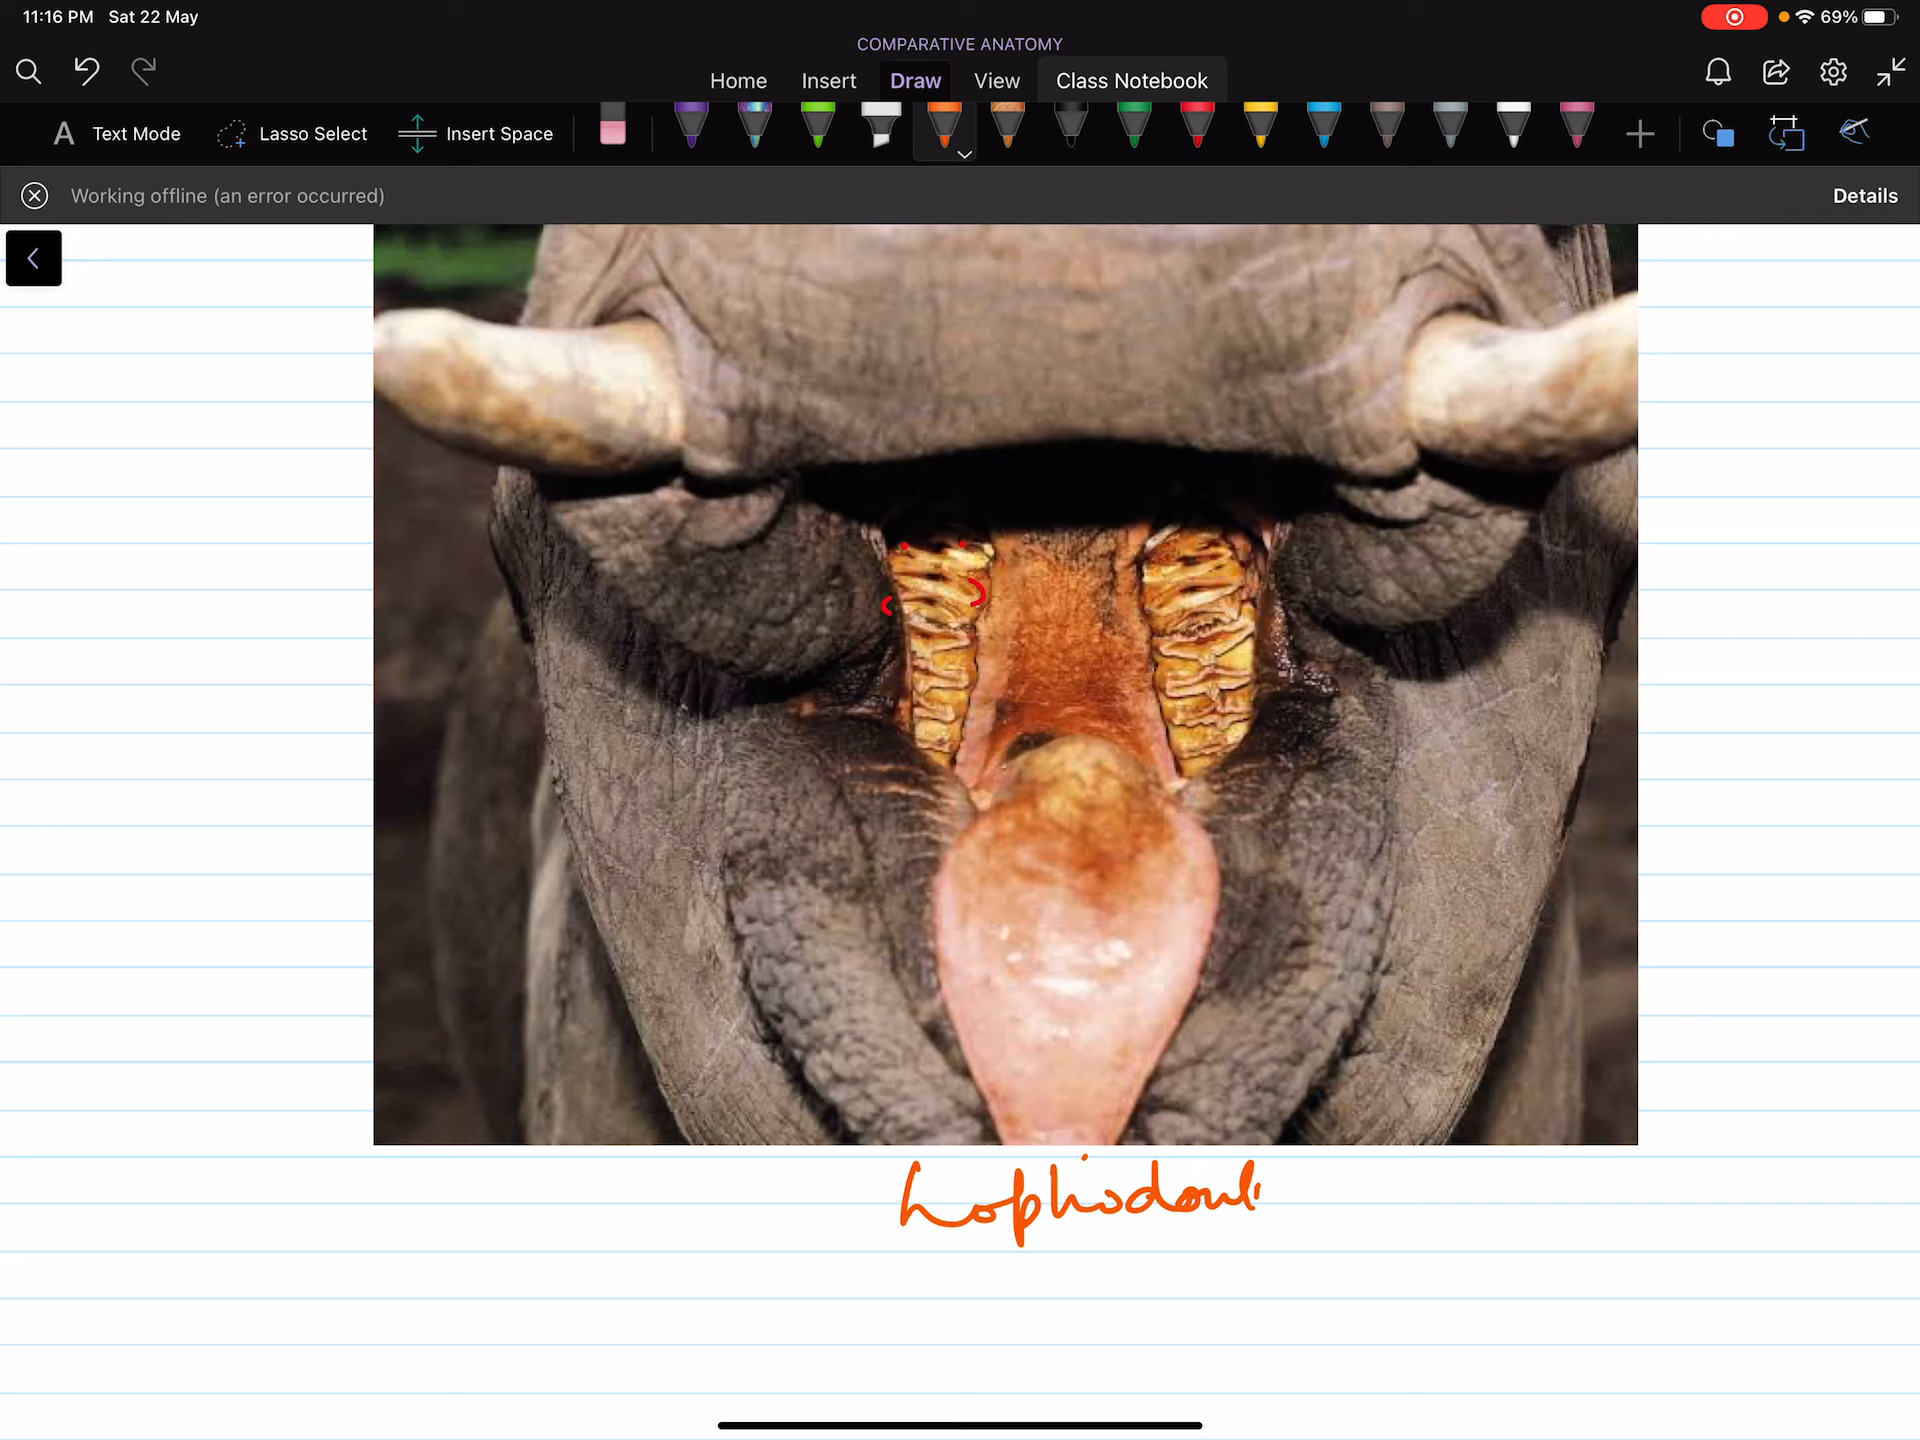 11:16 PM Sat 22 May
69%
COMPARATIVE ANATOMY
Home Insert Draw View Class Notebook
A Text Mode Lasso Select Insert Space
Working offline (an error occurred) Details
Lophodont